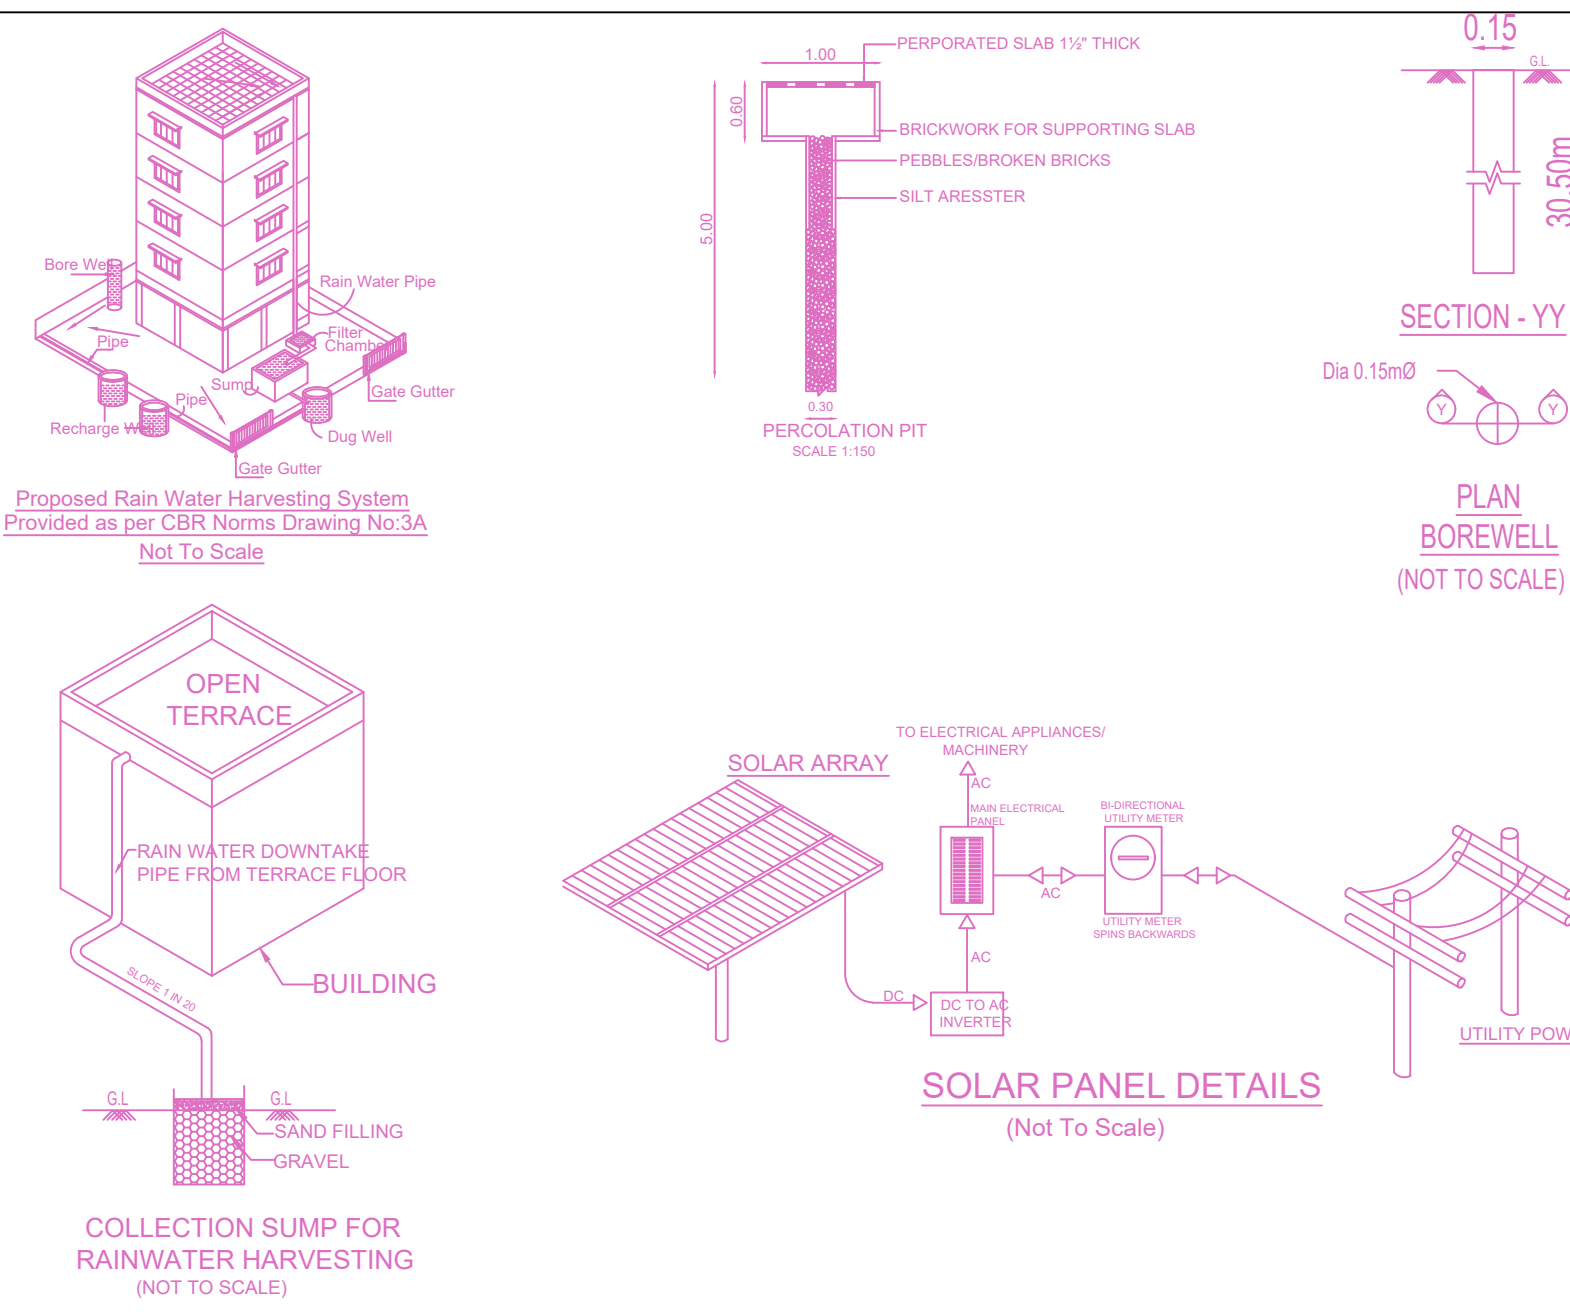 Bore We
Rain Water Pipe
Filter
Chambe
Pipe
Sump
Gate Gutter
Pipe
Recharge W
Dug Well
Gate Gutter
Proposed Rain Water Harvesting System
Provided as per CBR Norms Drawing No:3A
Not To Scale
1.00
PERPORATED SLAB 1½" THICK
0.60
BRICKWORK FOR SUPPORTING SLAB
PEBBLES/BROKEN BRICKS
SILT ARESSTER
5.00
0.30
PERCOLATION PIT
SCALE 1:150
0.15
G.L.
30.50m
SECTION - YY
Dia 0.15mØ
Y
Y
PLAN
BOREWELL
(NOT TO SCALE)
OPEN
TERRACE
RAIN WATER DOWNTAKE
PIPE FROM TERRACE FLOOR
BUILDING
SLOPE 1 IN 20
G.L
G.L
SAND FILLING
GRAVEL
COLLECTION SUMP FOR
RAINWATER HARVESTING
(NOT TO SCALE)
TO ELECTRICAL APPLIANCES/
MACHINERY
SOLAR ARRAY
AC
MAIN ELECTRICAL
PANEL
BI-DIRECTIONAL
UTILITY METER
AC
UTILITY METER
SPINS BACKWARDS
AC
DC
DC TO AC
INVERTER
UTILITY POW
SOLAR PANEL DETAILS
(Not To Scale)